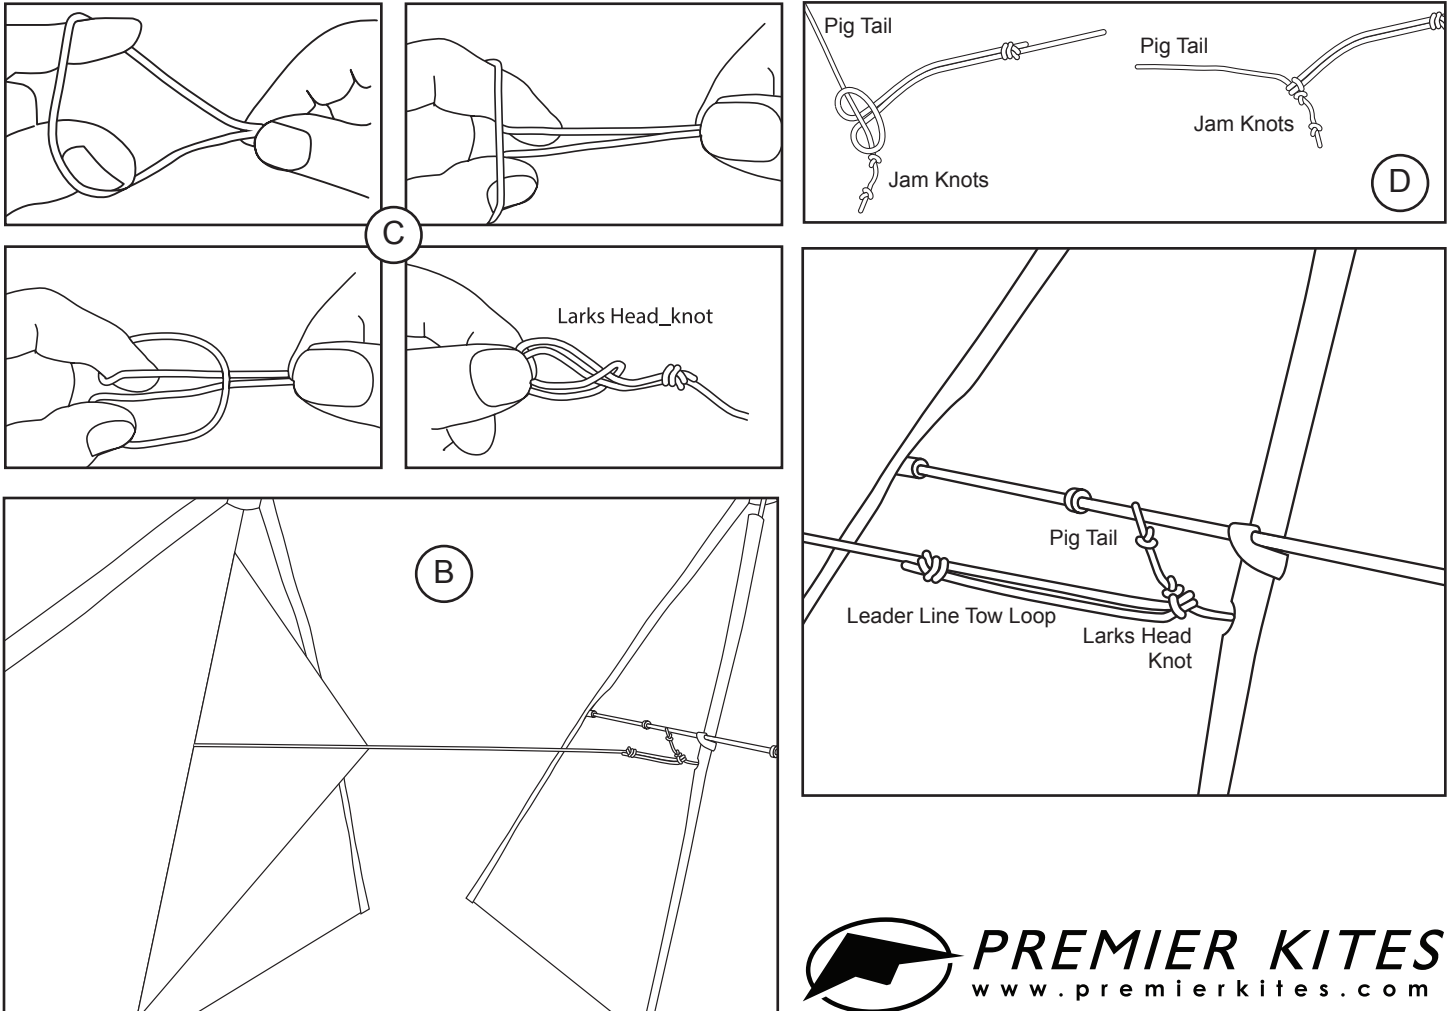 C
Larks Head_knot
Pig Tail
Jam Knots
Pig Tail
Jam Knots
D
B
Pig Tail
Leader Line Tow Loop
Larks Head
Knot
PREMIER KITES
www.premierkites.com